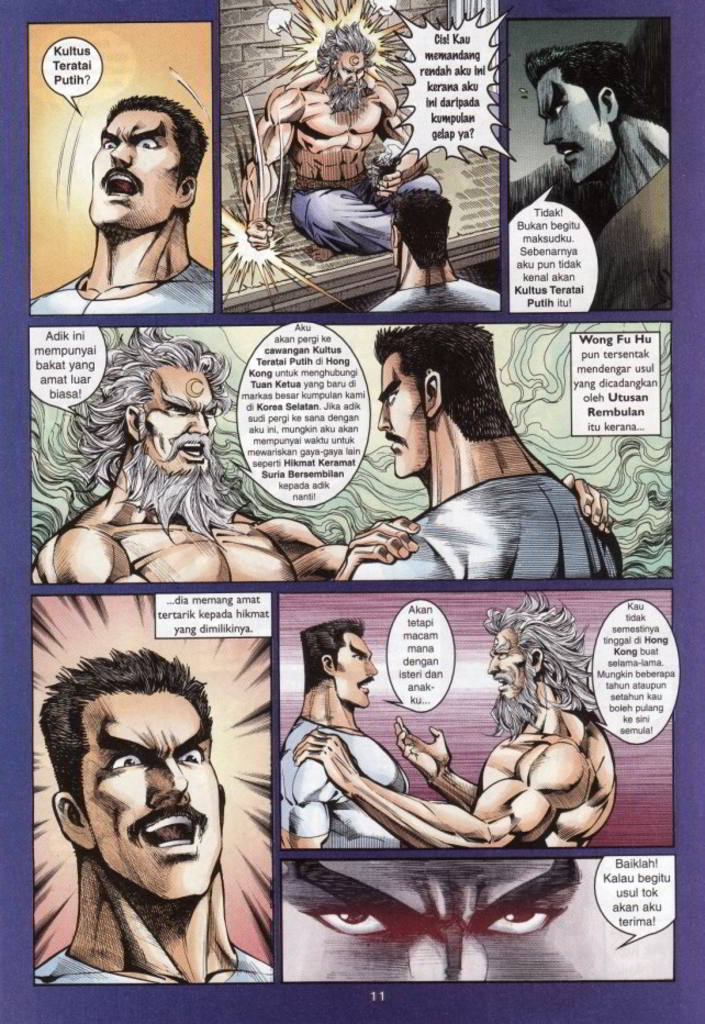 Kultus
Teratai
Putih?
Cis! Kau
memandang
rendah aku ini
kerana aku
ini daripada
kumpulan
gelap ya?
Tidak!
Bukan begitu
maksudku.
Sebenarnya
aku pun tidak
kenal akan
Kultus Teratai
Putih itu!
Adik ini
mempunyai
bakat yang
amat luar
biasa!
Aku
akan pergi ke
cawangan Kultus
Teratai Putih di Hong
Kong untuk menghubungi
Tuan Ketua yang baru di
markas besar kumpulan kami
di Korea Selatan. Jika adik
sudi pergi ke sana dengan
aku ini, mungkin aku akan
mempunyai waktu untuk
mewariskan gaya-gaya lain
seperti Hikmat Keramat
Suria Bersembilan
kepada adik
nanti!
Wong Fu Hu
pun tersentak
mendengar usul
yang dicadangkan
oleh Utusan
Rembulan
itu kerana...
...dia memang amat
tertarik kepada hikmat
yang dimilikinya.
Akan
tetapi
macam
mana
dengan
isteri dan
anak-
ku...
Kau
tidak
semestinya
tinggal di Hong
Kong buat
selama-lama.
Mungkin beberapa
tahun ataupun
setahun kau
boleh pulang
ke sini
semula!
Baiklah!
Kalau begitu
usul tok
akan aku
terima!
11